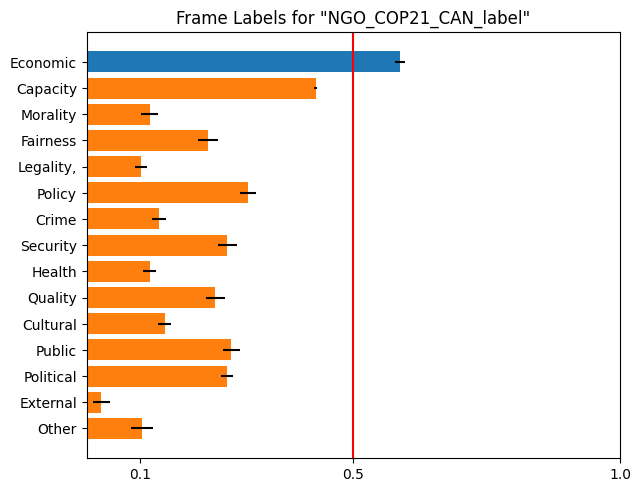 Frame Labels for "NGO_COP21_CAN_label"
Economic
Capacity
Morality
Fairness
Legality,
Policy
Crime
Security
Health
Quality
Cultural
Public
Political
External
Other
0.1 0.5 1.0